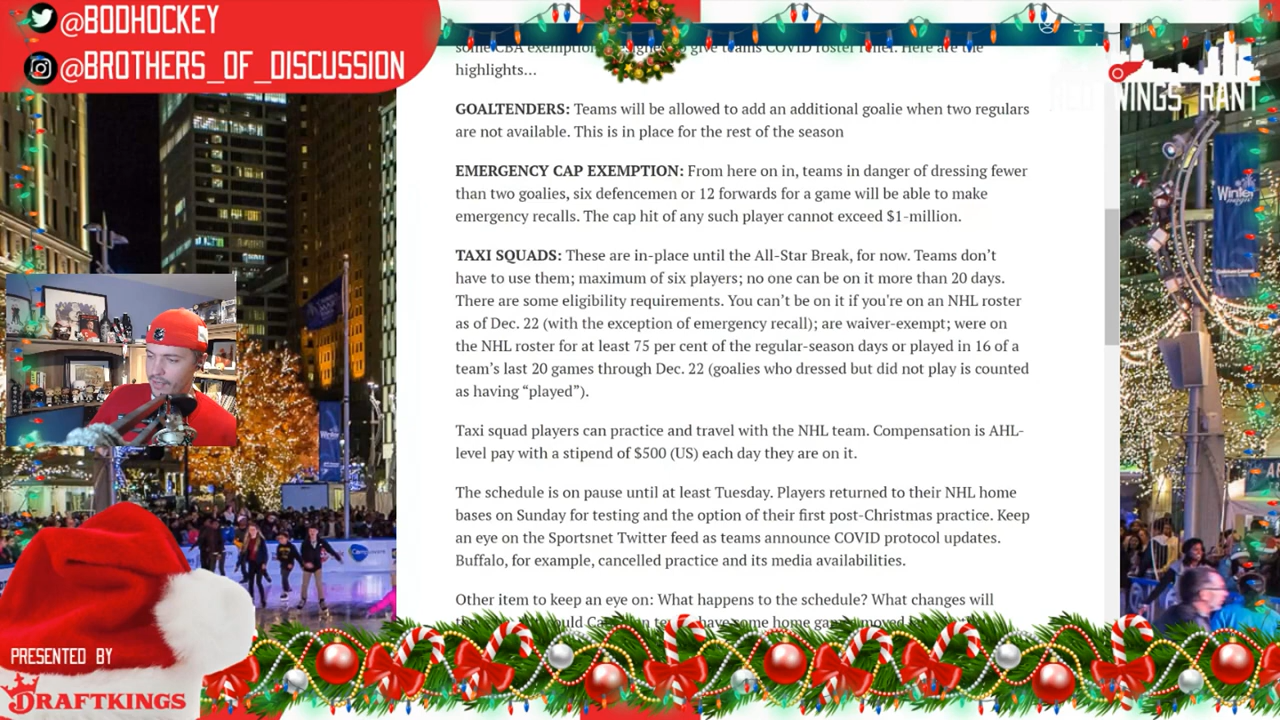 @BODHOCKEY
@BROTHERS_OF_DISCUSSION
WINGS RANT
highlights...
GOALTENDERS: Teams will be allowed to add an additional goalie when two regulars
are not available. This is in place for the rest of the season
EMERGENCY CAP EXEMPTION: From here on in, teams in danger of dressing fewer
than two goalies, six defencemen or 12 forwards for a game will be able to make
emergency recalls. The cap hit of any such player cannot exceed $1-million.
TAXI SQUADS: These are in-place until the All-Star Break, for now. Teams don’t
have to use them; maximum of six players; no one can be on it more than 20 days.
There are some eligibility requirements. You can’t be on it if you're on an NHL roster
as of Dec. 22 (with the exception of emergency recall); are waiver-exempt; were on
the NHL roster for at least 75 per cent of the regular-season days or played in 16 of a
team’s last 20 games through Dec. 22 (goalies who dressed but did not play is counted
as having “played”).
Taxi squad players can practice and travel with the NHL team. Compensation is AHL-
level pay with a stipend of $500 (US) each day they are on it.
The schedule is on pause until at least Tuesday. Players returned to their NHL home
bases on Sunday for testing and the option of their first post-Christmas practice. Keep
an eye on the Sportsnet Twitter feed as teams announce COVID protocol updates.
Buffalo, for example, cancelled practice and its media availabilities.
Other item to keep an eye on: What happens to the schedule? What changes will
Winter
PRESENTED BY
DRAFTKINGS